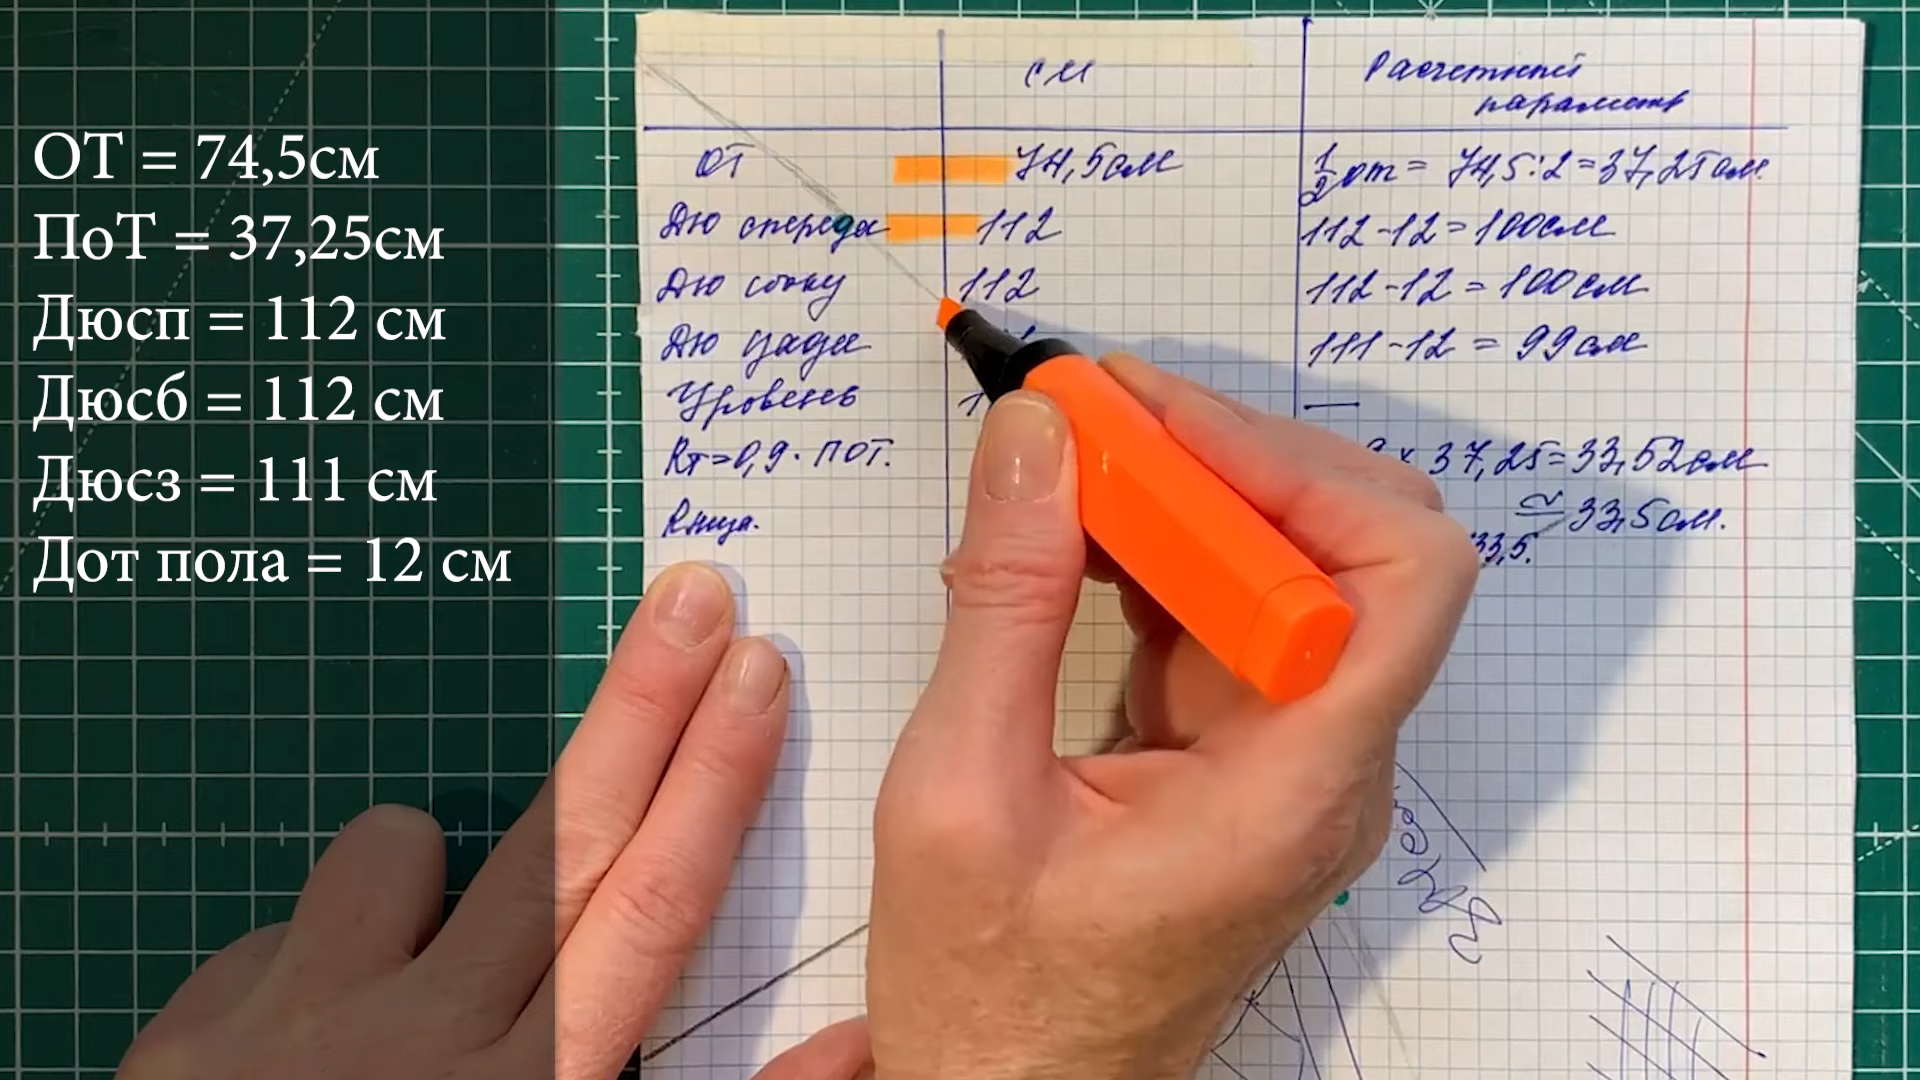 ОТ = 74,5см
ПоТ = 37,25см
Дюсп = 112 см
Дюсб = 112 см
Дюсз = 111 см
Дот пола = 12 см
см Расчетный
параметр
ОТ 74,5см 1/2 от = 74,5:2=37,25см.
Дю спереди 112 112-12=100см
Дю сбоку 112 112-12=100см
Дю сзади 111-12 = 99см
Уровень —
Rт=0,9·ПОТ. × 37,25=33,52см
≅ 33,5см.
Rниза. 33,5.